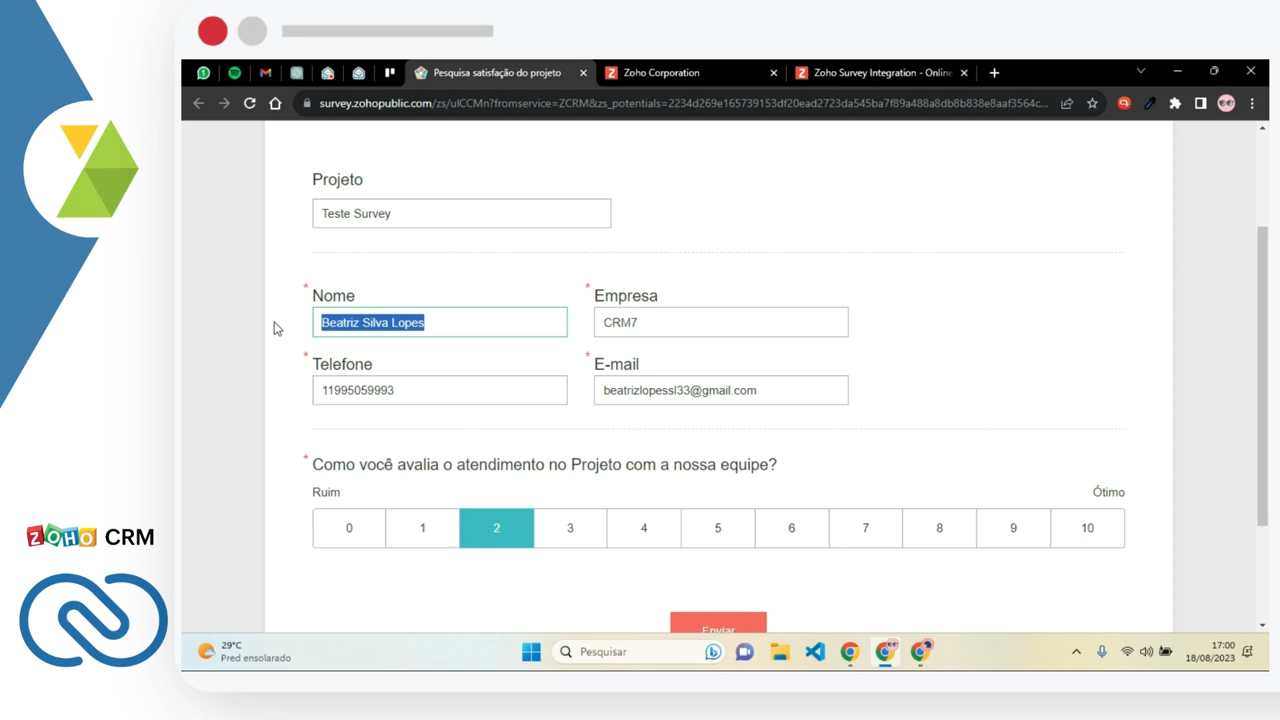 Pesquisa satisfação do projeto
Zoho Corporation
Zoho Survey Integration - Online
survey.zohopublic.com/zs/ulCCMn?fromservice=ZCRM&zs_potentials=2234d269e165739153df20ead2723da545ba7f89a488a8db8b838e8aaf3564c...
Projeto
Teste Survey
* Nome
* Empresa
Beatriz Silva Lopes
CRM7
* Telefone
* E-mail
11995059993
beatrizlopessl33@gmail.com
* Como você avalia o atendimento no Projeto com a nossa equipe?
Ruim
Ótimo
0 1 2 3 4 5 6 7 8 9 10
Enviar
ZOHO CRM
29°C
Pred ensolarado
Pesquisar
17:00
18/08/2023